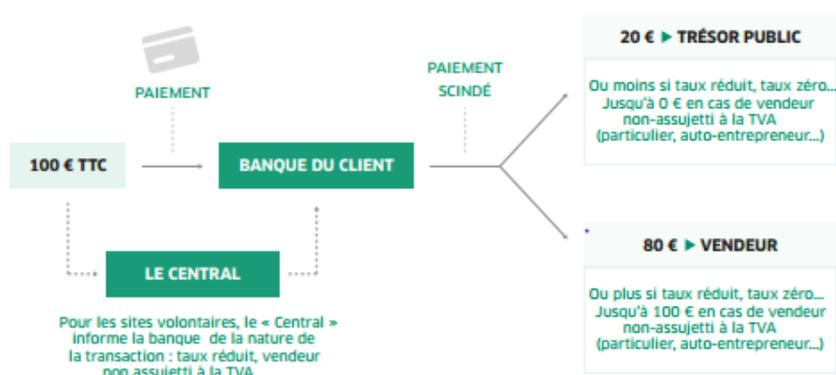 PAIEMENT
100 € TTC
BANQUE DU CLIENT
LE CENTRAL
Pour les sites volontaires, le « Central »
informe la banque de la nature de
la transaction : taux réduit, vendeur
non assujetti à la TVA
PAIEMENT
SCINDÉ
20 € ▶ TRÉSOR PUBLIC
Ou moins si taux réduit, taux zéro...
Jusqu'à 0 € en cas de vendeur
non-assujetti à la TVA
(particulier, auto-entrepreneur...)
80 € ▶ VENDEUR
Ou plus si taux réduit, taux zéro...
Jusqu'à 100 € en cas de vendeur
non-assujetti à la TVA
(particulier, auto-entrepreneur...)